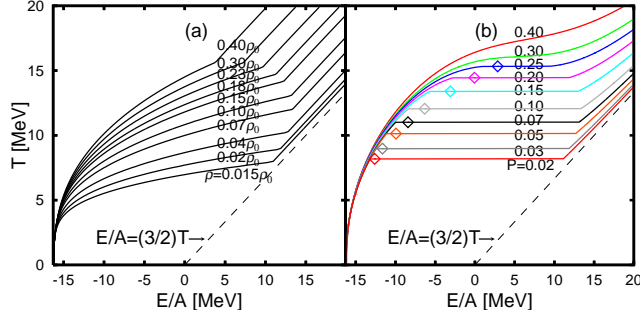 (a)
0.40ρ₀
0.30ρ₀
0.23ρ₀
0.18ρ₀
0.15ρ₀
0.10ρ₀
0.07ρ₀
0.04ρ₀
0.02ρ₀
ρ=0.015ρ₀
E/A=(3/2)T→
20
15
10
5
0
T [MeV]
-15 -10 -5 0 5 10 15
E/A [MeV]
(b)
0.40
0.30
0.25
0.20
0.15
0.10
0.07
0.05
0.03
P=0.02
E/A=(3/2)T→
-15 -10 -5 0 5 10 15 20
E/A [MeV]